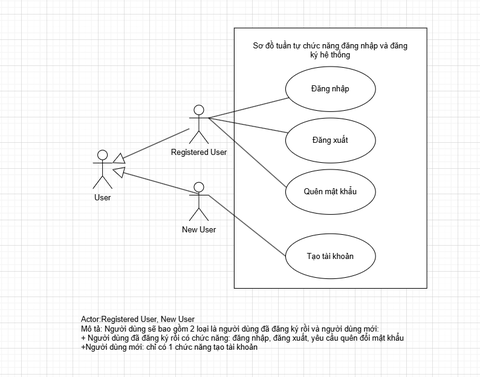 Sơ đồ tuần tự chức năng đăng nhập và đăng
ký hệ thống
Đăng nhập
Đăng xuất
Registered User
Quên mật khẩu
User
New User
Tạo tài khoản
Actor:Registered User, New User
Mô tả: Người dùng sẽ bao gồm 2 loại là người dùng đã đăng ký rồi và người dùng mới:
+ Người dùng đã đăng ký rồi có chức năng: đăng nhập, đăng xuất, yêu cầu quên đổi mật khẩu
+Người dùng mới: chỉ có 1 chức năng tạo tài khoản